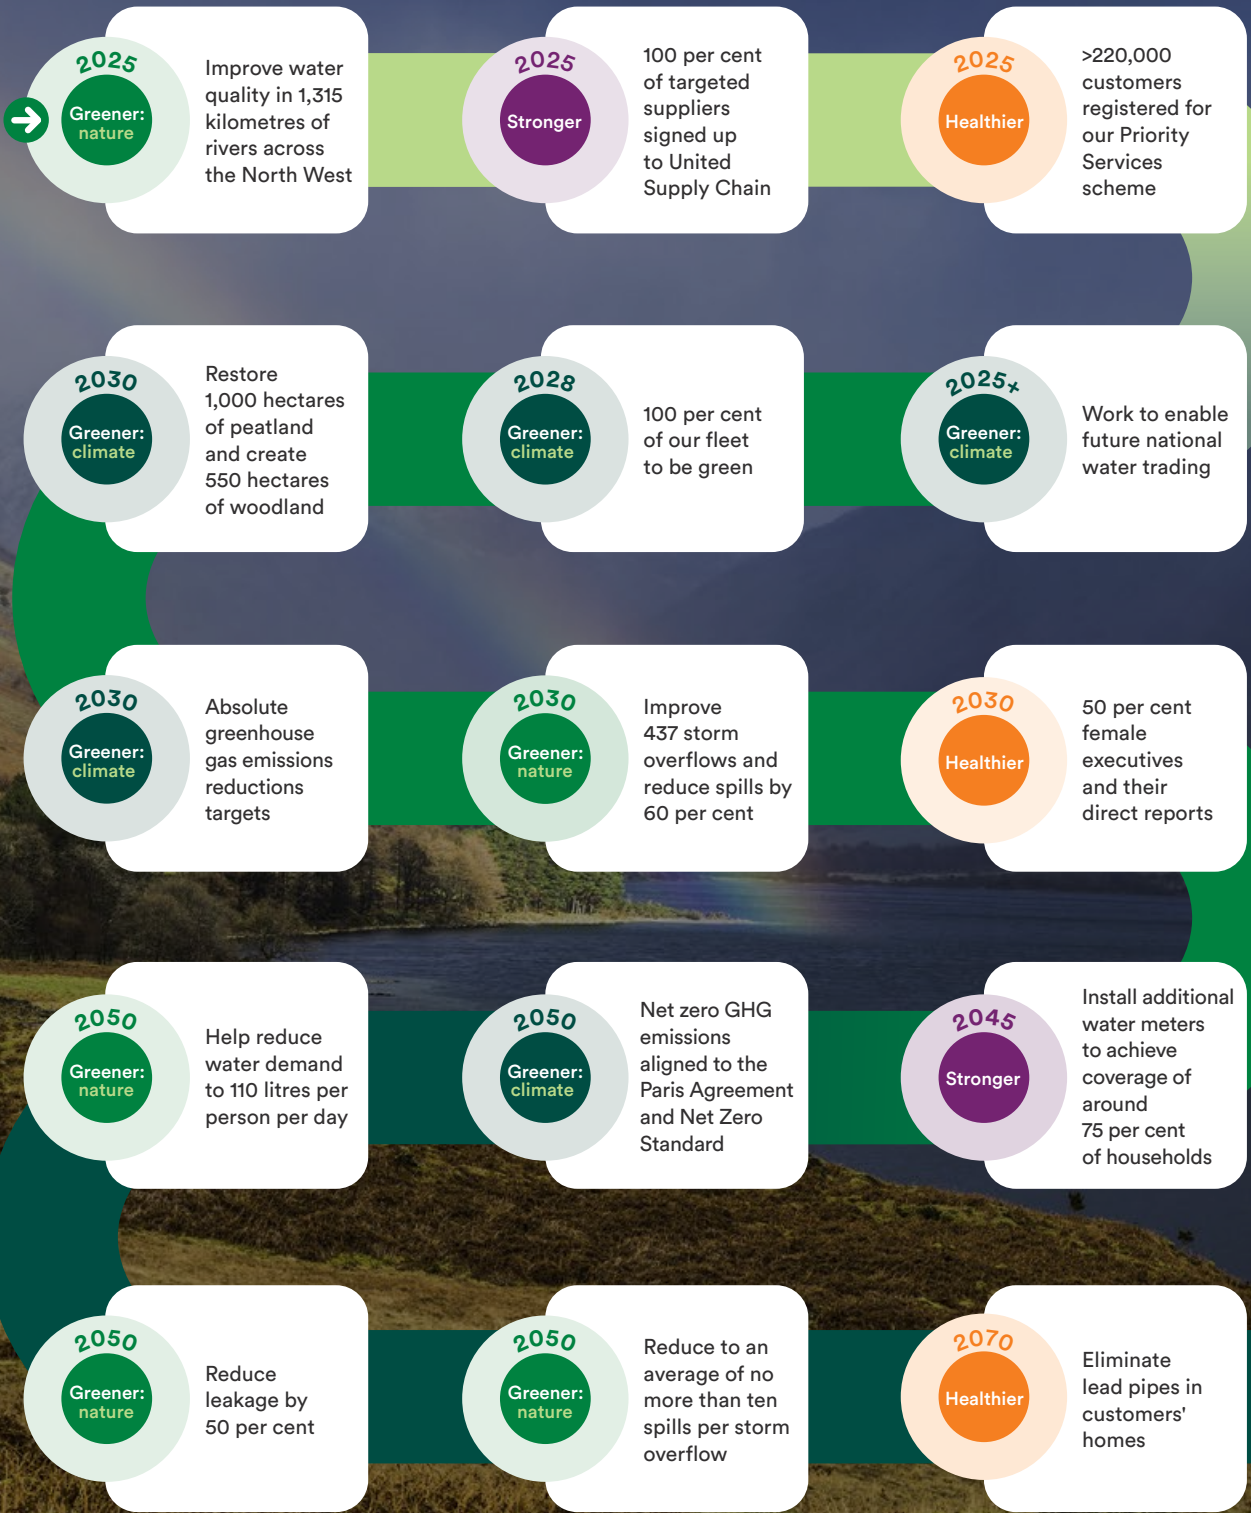 2025
Greener:
nature
Improve water
quality in 1,315
kilometres of
rivers across
the North West
2025
Stronger
100 per cent
of targeted
suppliers
signed up
to United
Supply Chain
2025
Healthier
>220,000
customers
registered for
our Priority
Services
scheme
2025+
Greener:
climate
Work to enable
future national
water trading
2028
Greener:
climate
100 per cent
of our fleet
to be green
2030
Greener:
climate
Restore
1,000 hectares
of peatland
and create
550 hectares
of woodland
2030
Greener:
climate
Absolute
greenhouse
gas emissions
reductions
targets
2030
Greener:
nature
Improve
437 storm
overflows and
reduce spills by
60 per cent
2030
Healthier
50 per cent
female
executives
and their
direct reports
2045
Stronger
Install additional
water meters
to achieve
coverage of
around
75 per cent
of households
2050
Greener:
climate
Net zero GHG
emissions
aligned to the
Paris Agreement
and Net Zero
Standard
2050
Greener:
nature
Help reduce
water demand
to 110 litres per
person per day
2050
Greener:
nature
Reduce
leakage by
50 per cent
2050
Greener:
nature
Reduce to an
average of no
more than ten
spills per storm
overflow
2070
Healthier
Eliminate
lead pipes in
customers'
homes